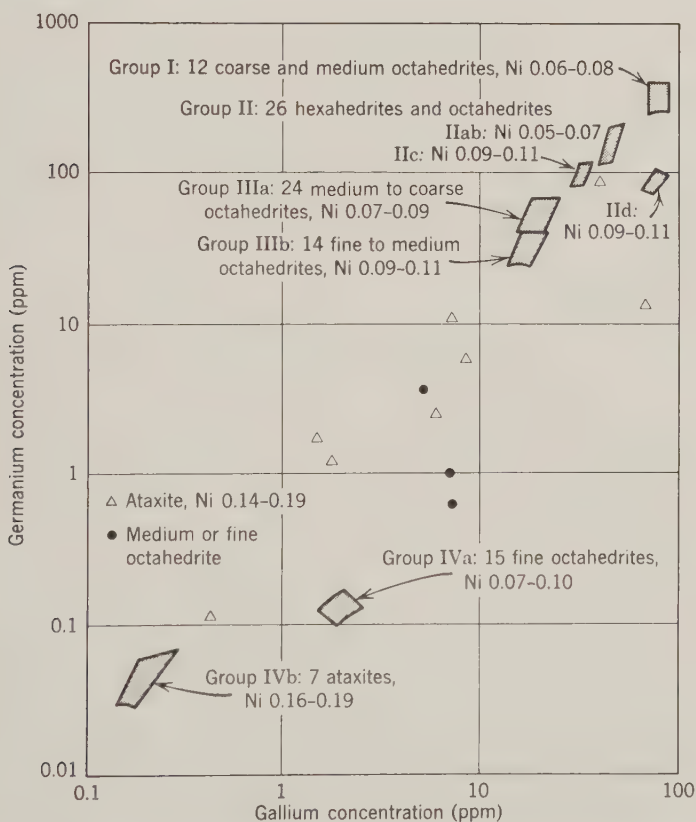 1000
Group I: 12 coarse and medium octahedrites, Ni 0.06–0.08
Group II: 26 hexahedrites and octahedrites
IIab: Ni 0.05–0.07
IIc: Ni 0.09–0.11
100
Group IIIa: 24 medium to coarse
octahedrites, Ni 0.07–0.09
IId:
Ni 0.09–0.11
Group IIIb: 14 fine to medium
octahedrites, Ni 0.09–0.11
10
Germanium concentration (ppm)
1
△ Ataxite, Ni 0.14–0.19
● Medium or fine
octahedrite
Group IVa: 15 fine octahedrites,
Ni 0.07–0.10
0.1
Group IVb: 7 ataxites,
Ni 0.16–0.19
0.01
0.1 1 10 100
Gallium concentration (ppm)